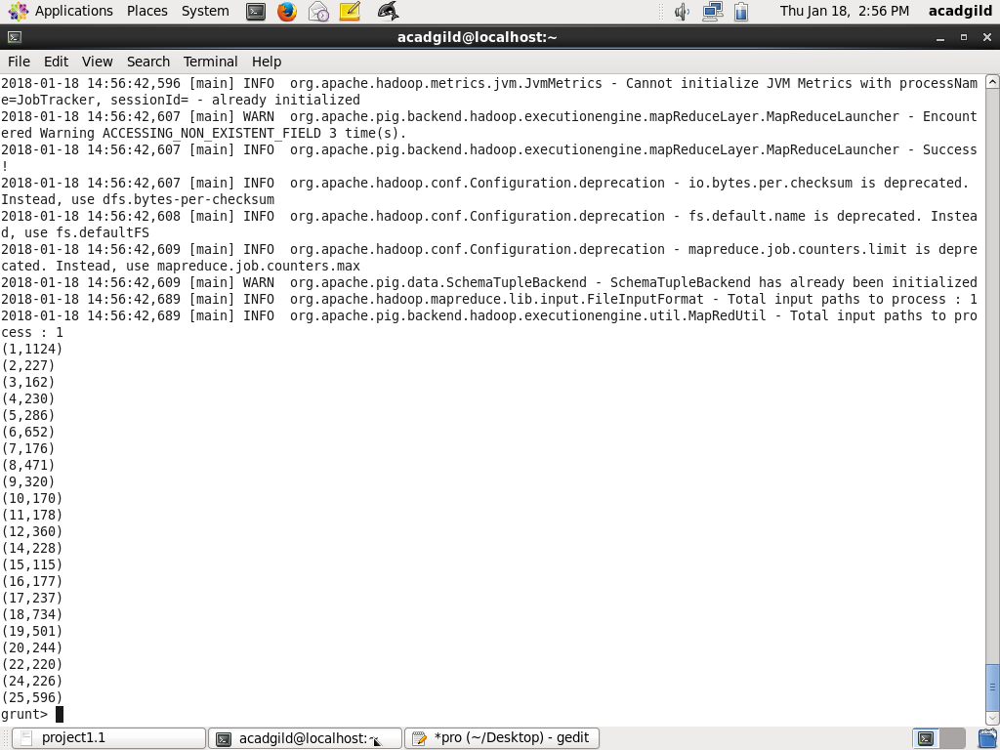 Applications Places System Thu Jan 18, 2:56 PM acadgild
acadgild@localhost:~
File Edit View Search Terminal Help
2018-01-18 14:56:42,596 [main] INFO  org.apache.hadoop.metrics.jvm.JvmMetrics - Cannot initialize JVM Metrics with processNam
e=JobTracker, sessionId= - already initialized
2018-01-18 14:56:42,607 [main] WARN  org.apache.pig.backend.hadoop.executionengine.mapReduceLayer.MapReduceLauncher - Encount
ered Warning ACCESSING_NON_EXISTENT_FIELD 3 time(s).
2018-01-18 14:56:42,607 [main] INFO  org.apache.pig.backend.hadoop.executionengine.mapReduceLayer.MapReduceLauncher - Success
!
2018-01-18 14:56:42,607 [main] INFO  org.apache.hadoop.conf.Configuration.deprecation - io.bytes.per.checksum is deprecated.
Instead, use dfs.bytes-per-checksum
2018-01-18 14:56:42,608 [main] INFO  org.apache.hadoop.conf.Configuration.deprecation - fs.default.name is deprecated. Instea
d, use fs.defaultFS
2018-01-18 14:56:42,609 [main] INFO  org.apache.hadoop.conf.Configuration.deprecation - mapreduce.job.counters.limit is depre
cated. Instead, use mapreduce.job.counters.max
2018-01-18 14:56:42,609 [main] WARN  org.apache.pig.data.SchemaTupleBackend - SchemaTupleBackend has already been initialized
2018-01-18 14:56:42,689 [main] INFO  org.apache.hadoop.mapreduce.lib.input.FileInputFormat - Total input paths to process : 1
2018-01-18 14:56:42,689 [main] INFO  org.apache.pig.backend.hadoop.executionengine.util.MapRedUtil - Total input paths to pro
cess : 1
(1,1124)
(2,227)
(3,162)
(4,230)
(5,286)
(6,652)
(7,176)
(8,471)
(9,320)
(10,170)
(11,178)
(12,360)
(14,228)
(15,115)
(16,177)
(17,237)
(18,734)
(19,501)
(20,244)
(22,220)
(24,226)
(25,596)
grunt>
project1.1 acadgild@localhost:~ *pro (~/Desktop) - gedit